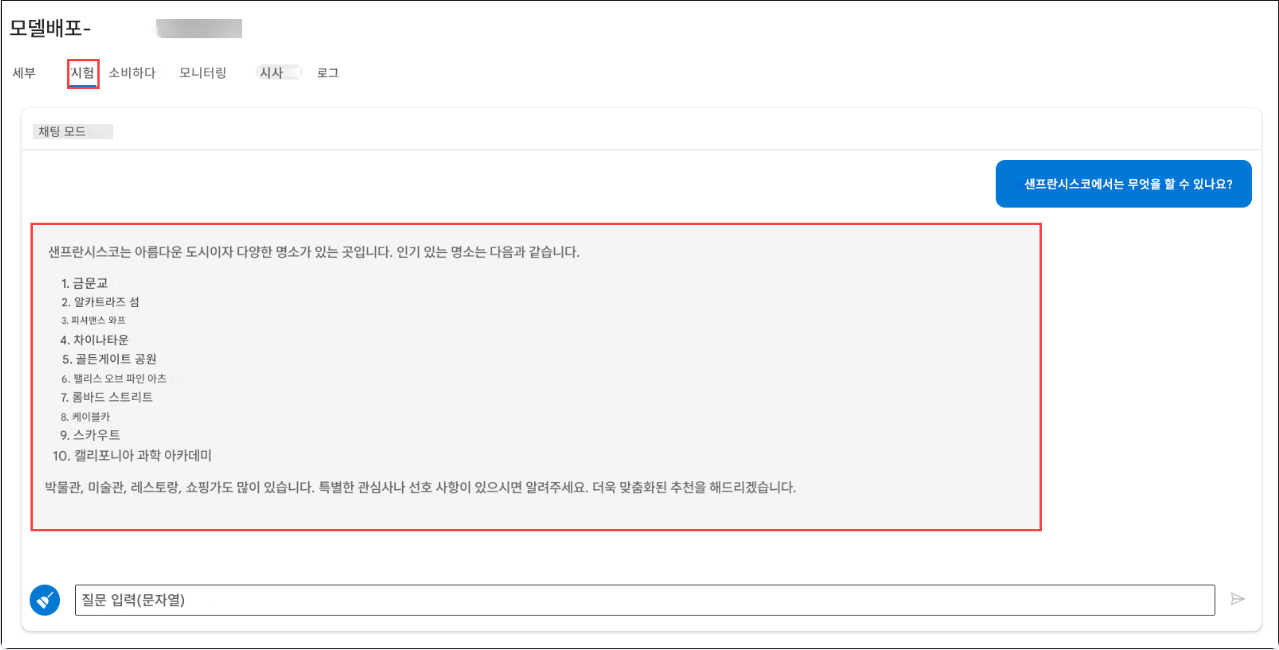 모델배포-
세부 시험 소비하다 모니터링 시사 로그
채팅 모드
샌프란시스코에서는 무엇을 할 수 있나요?
샌프란시스코는 아름다운 도시이자 다양한 명소가 있는 곳입니다. 인기 있는 명소는 다음과 같습니다.
1. 금문교
2. 알카트라즈 섬
3. 피셔맨스 와프
4. 차이나타운
5. 골든게이트 공원
6. 팰리스 오브 파인 아츠
7. 롬바드 스트리트
8. 케이블카
9. 스카우트
10. 캘리포니아 과학 아카데미
박물관, 미술관, 레스토랑, 쇼핑가도 많이 있습니다. 특별한 관심사나 선호 사항이 있으시면 알려주세요. 더욱 맞춤화된 추천을 해드리겠습니다.
질문 입력(문자열)